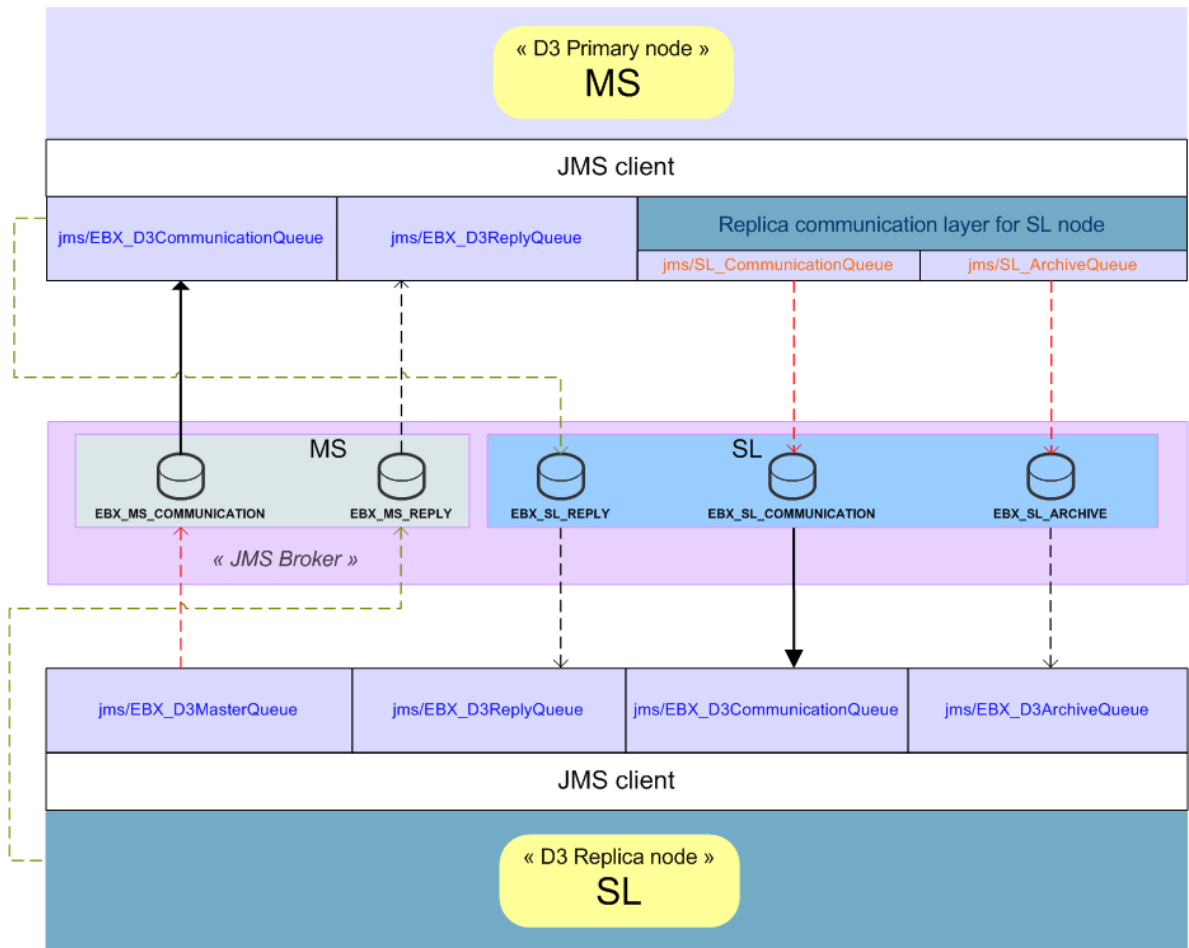 « D3 Primary node »
MS
JMS client
jms/EBX_D3CommunicationQueue
jms/EBX_D3ReplyQueue
Replica communication layer for SL node
jms/SL_CommunicationQueue
jms/SL_ArchiveQueue
MS
SL
EBX_MS_COMMUNICATION
EBX_MS_REPLY
EBX_SL_REPLY
EBX_SL_COMMUNICATION
EBX_SL_ARCHIVE
« JMS Broker »
jms/EBX_D3MasterQueue
jms/EBX_D3ReplyQueue
jms/EBX_D3CommunicationQueue
jms/EBX_D3ArchiveQueue
JMS client
« D3 Replica node »
SL